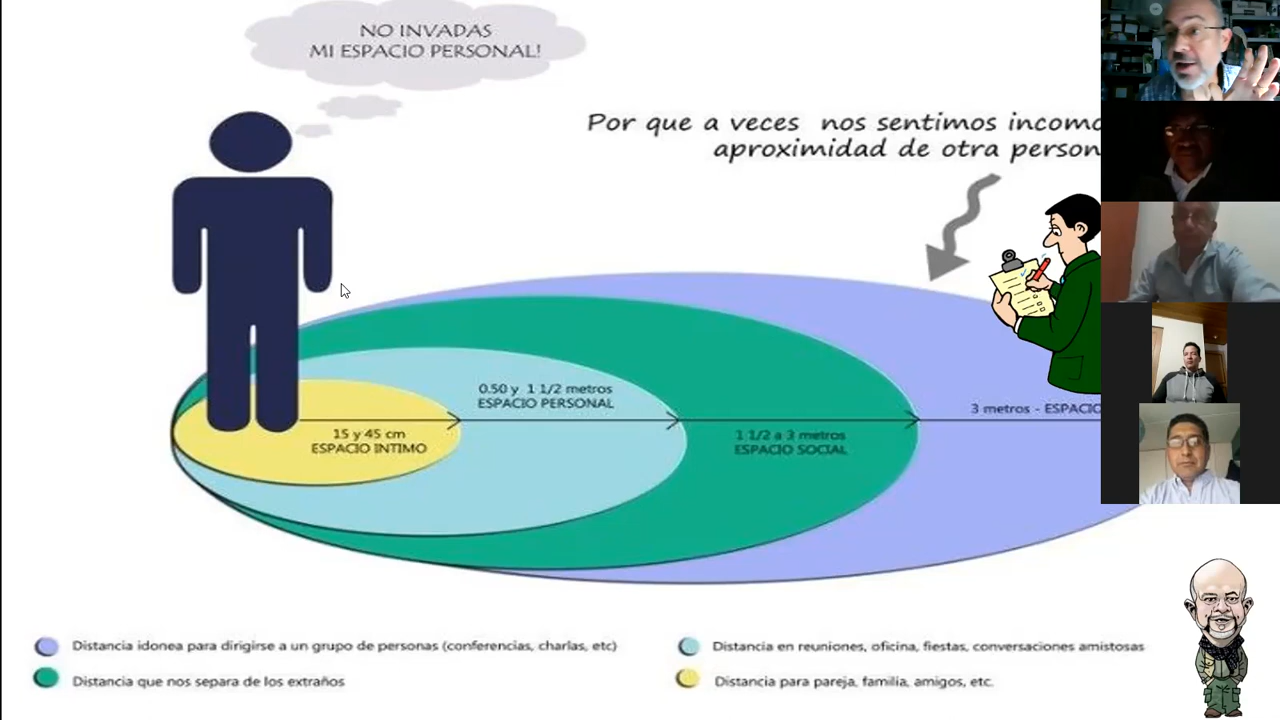 NO INVADAS
MI ESPACIO PERSONAL!
Por que a veces nos sentimos incomo
aproximidad de otra person
0.50 y 1 1/2 metros
ESPACIO PERSONAL
3 metros - ESPACIO
15 y 45 cm
ESPACIO INTIMO
1 1/2 a 3 metros
ESPACIO SOCIAL
Distancia idonea para dirigirse a un grupo de personas (conferencias, charlas, etc)
Distancia en reuniones, oficina, fiestas, conversaciones amistosas
Distancia que nos separa de los extraños
Distancia para pareja, familia, amigos, etc.